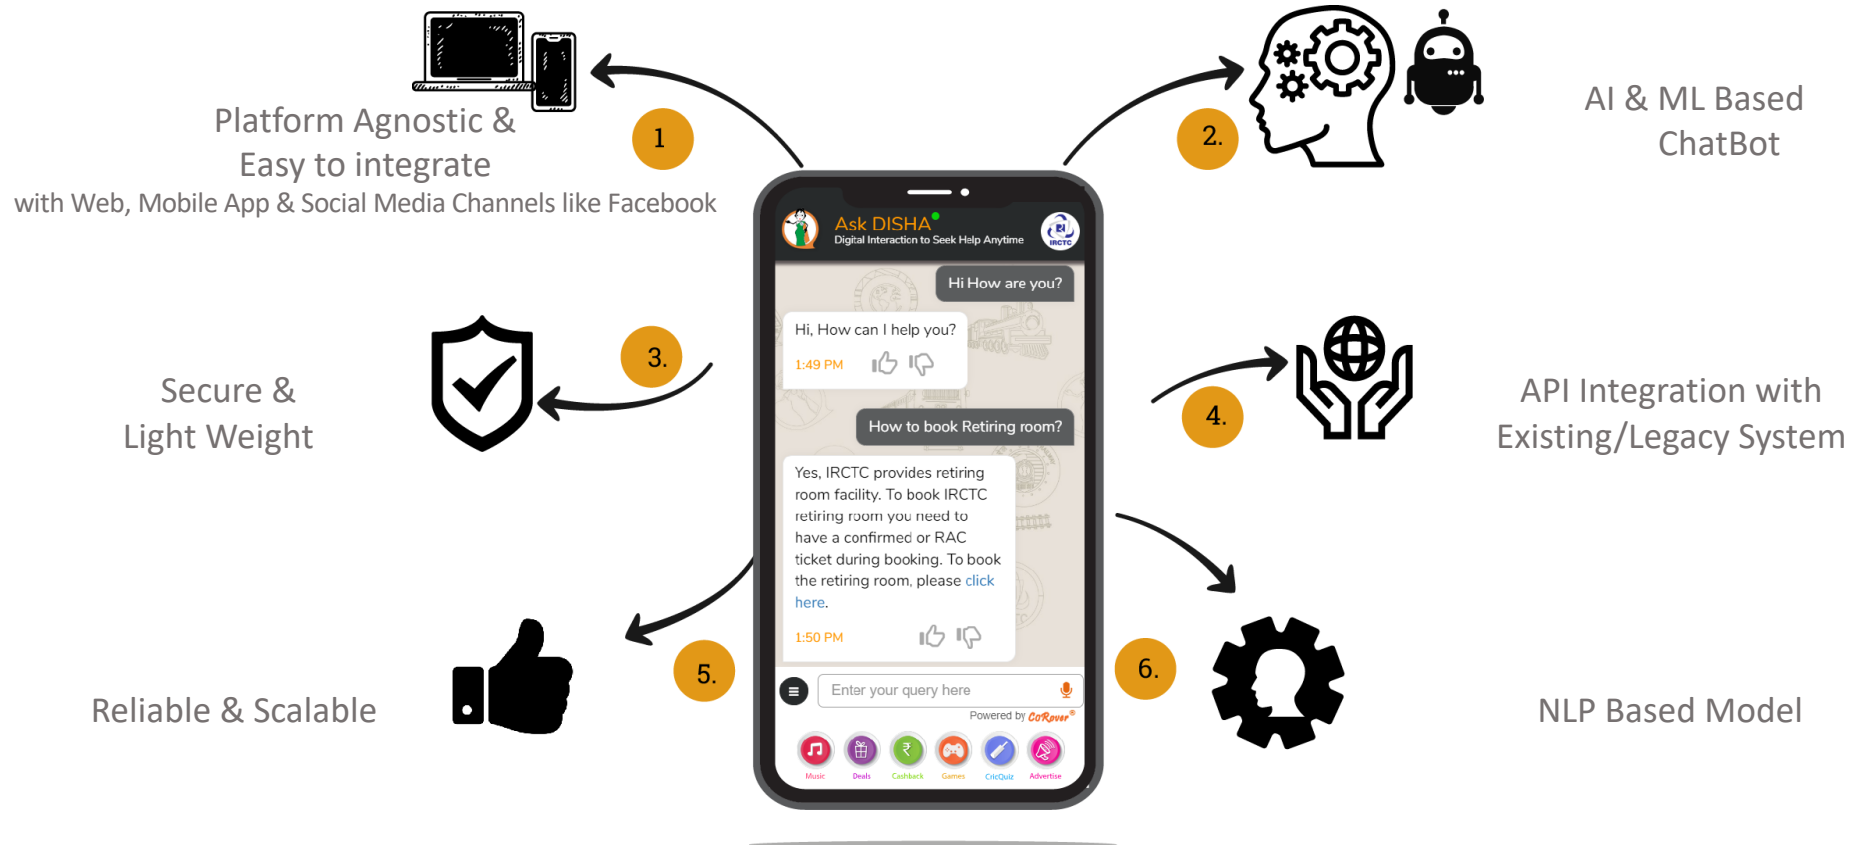 1
Platform Agnostic &
Easy to integrate
with Web, Mobile App & Social Media Channels like Facebook
2.
AI & ML Based
ChatBot
3.
Secure &
Light Weight
4.
API Integration with
Existing/Legacy System
5.
Reliable & Scalable
6.
NLP Based Model
Ask DISHA
Digital Interaction to Seek Help Anytime
IRCTC
Hi How are you?
Hi, How can I help you?
1:49 PM
How to book Retiring room?
Yes, IRCTC provides retiring
room facility. To book IRCTC
retiring room you need to
have a confirmed or RAC
ticket during booking. To book
the retiring room, please click
here.
1:50 PM
Enter your query here
Powered by CoRover®
₹
Music Deals Cashback Games CricQuiz Advertise